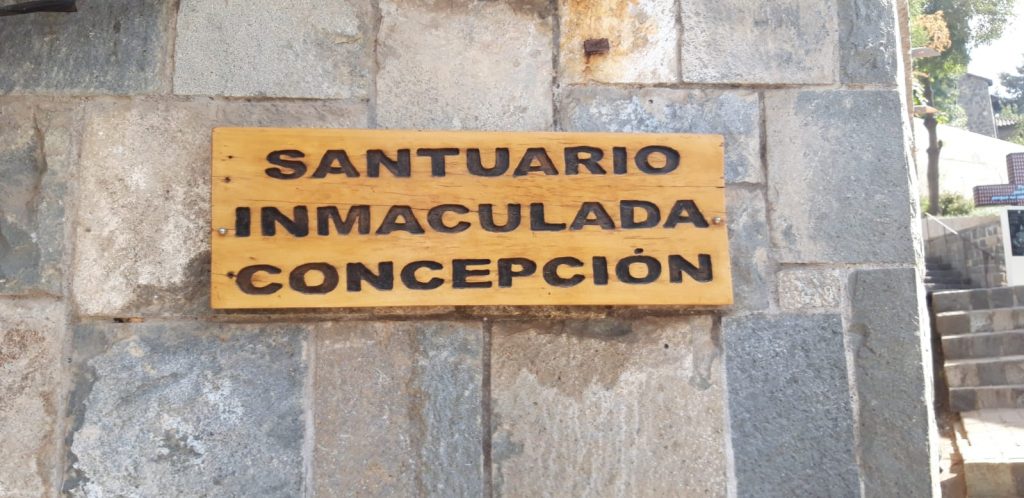 SANTUARIO
INMACULADA
CONCEPCIÓN